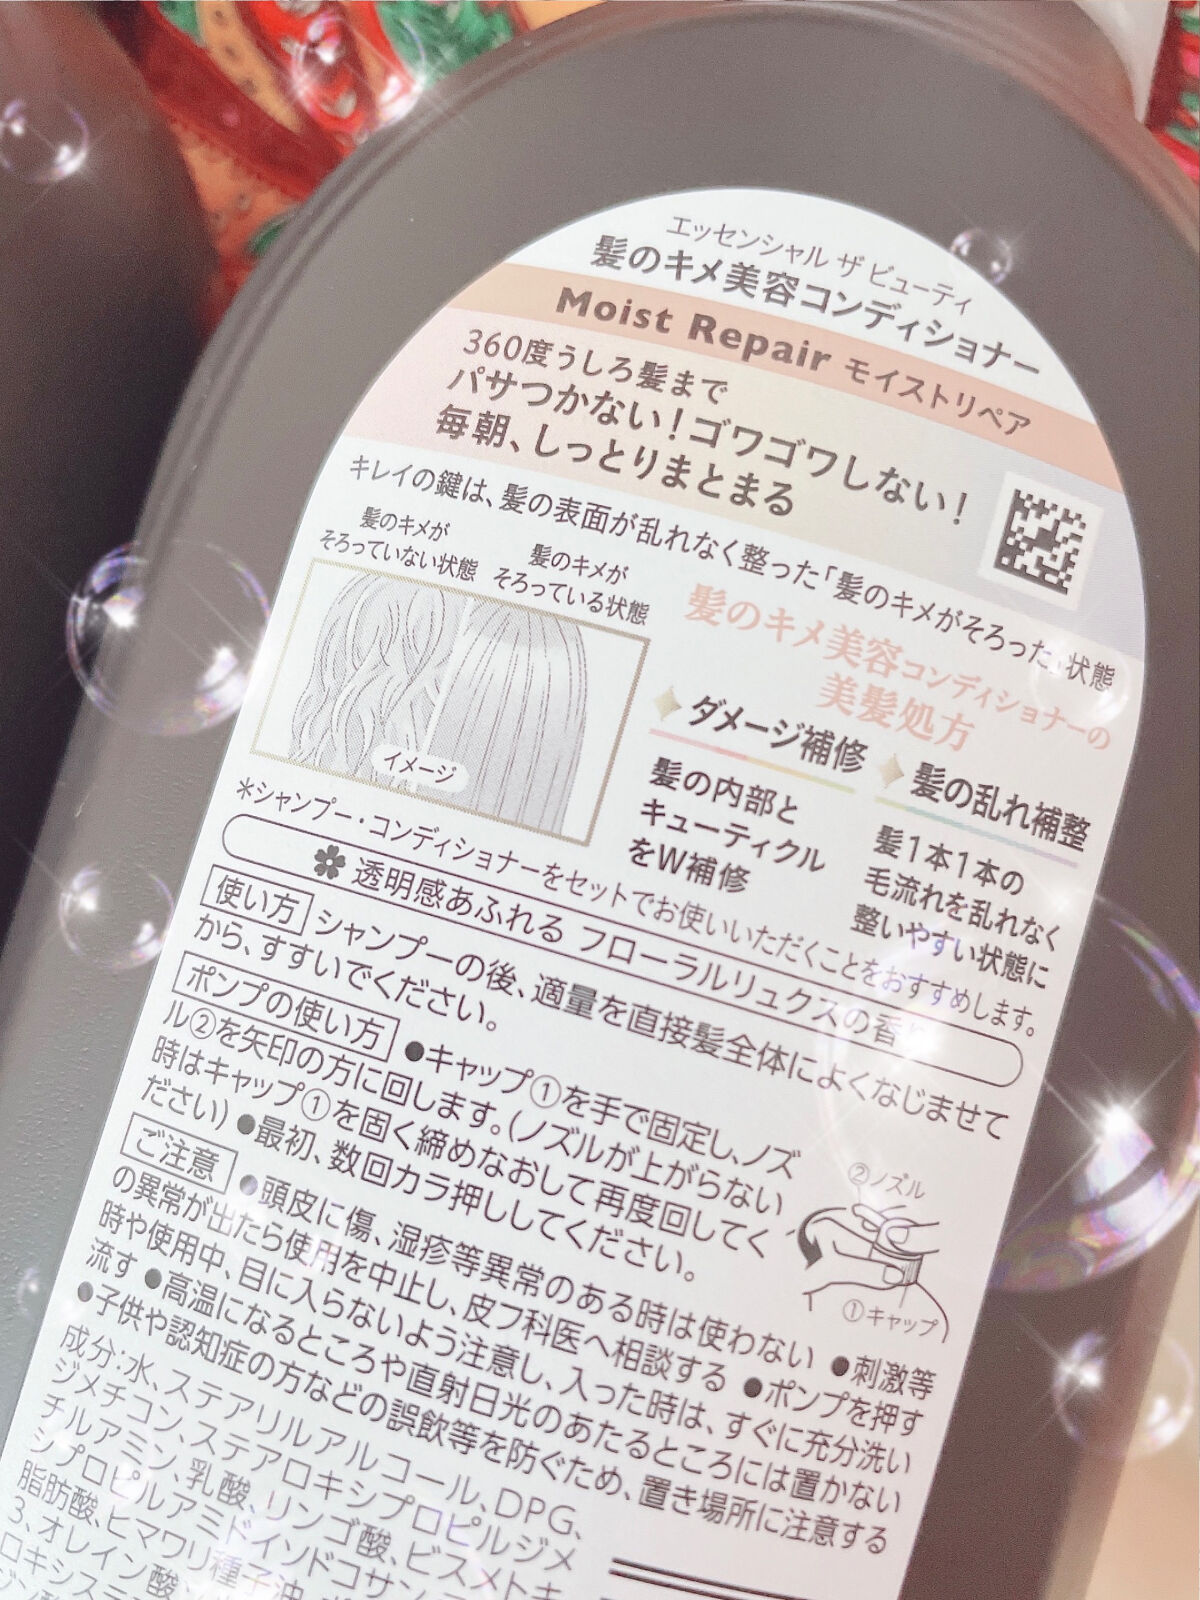 エッセンシャル ザ ビューティ
髪のキメ美容コンディショナー
Moist Repair モイストリペア
360度うしろ髪まで
パサつかない!ゴワゴワしない!
毎朝、しっとりまとまる
キレイの鍵は、髪の表面が乱れなく整った「髪のキメがそろった」状態
髪のキメが
そろっていない状態
髪のキメが
そろっている状態
イメージ
髪のキメ美容コンディショナーの
美髪処方
ダメージ補修
髪の内部と
キューティクル
をW補修
髪の乱れ補整
髪1本1本の
毛流れを乱れなく
整いやすい状態に
*シャンプー・コンディショナーをセットでお使いいただくことをおすすめします。
透明感あふれる フローラルリュクスの香
使い方 シャンプーの後、適量を直接髪全体によくなじませて
から、すすいでください。
ポンプの使い方 ●キャップ①を手で固定し、ノズ
ル②を矢印の方に回します。(ノズルが上がらない
時はキャップ①を固く締めなおして再度回してく
ださい) ●最初、数回カラ押ししてください。
②ノズル
①キャップ
ご注意 ●頭皮に傷、湿疹等異常のある時は使わない ●刺激等
の異常が出たら使用を中止し、皮フ科医へ相談する ●ポンプを押す
時や使用中、目に入らないよう注意し、入った時は、すぐに充分洗い
流す ●高温になるところや直射日光のあたるところには置かない
●子供や認知症の方などの誤飲等を防ぐため、置き場所に注意する
成分:水、ステアリルアルコール、DPG、
ジメチコン、ステアロキシプロピルジメ
チルアミン、乳酸、リンゴ酸、ビスメトキ
シプロピルアミドイソドコサン
脂肪酸、ヒマワリ種子油、
3、オレイン酸、
ロキシステ